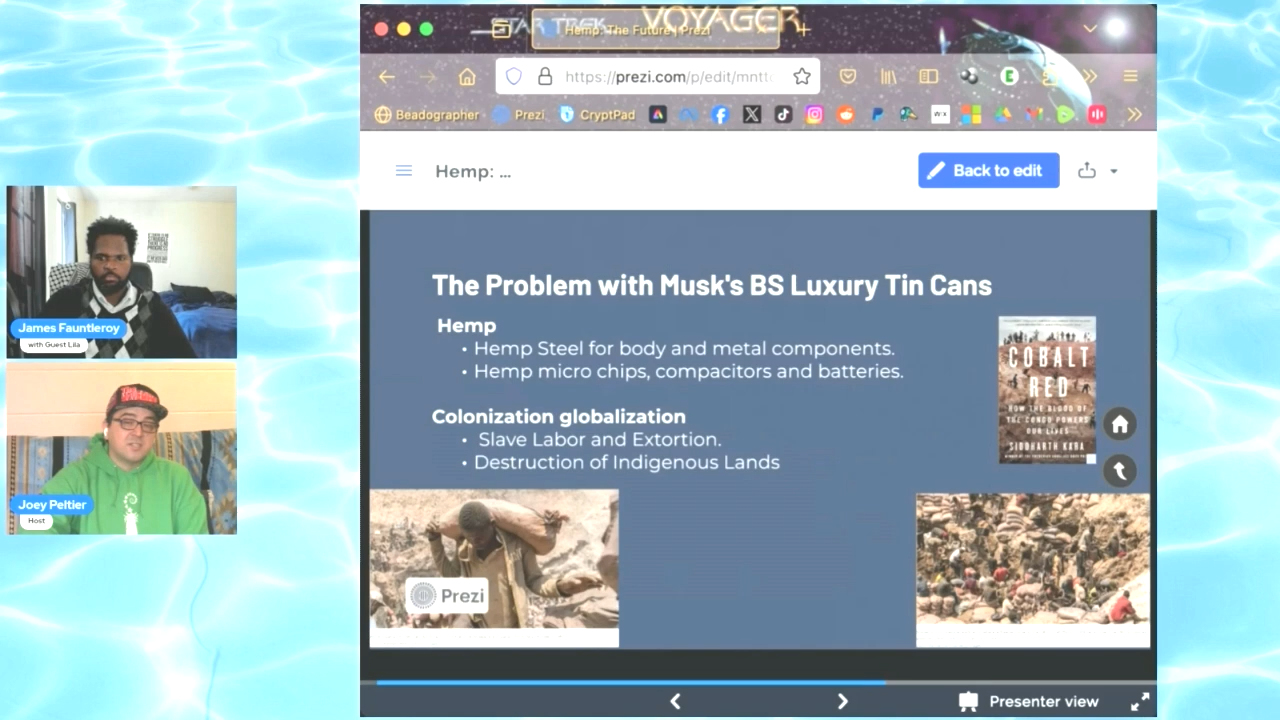 STAR TREK
VOYAGER
Hemp: The Future | Prezi
https://prezi.com/p/edit/mntt
Beadographer
Prezi
CryptPad
Hemp: ...
Back to edit
The Problem with Musk's BS Luxury Tin Cans
Hemp
• Hemp Steel for body and metal components.
• Hemp micro chips, compacitors and batteries.
Colonization globalization
• Slave Labor and Extortion.
• Destruction of Indigenous Lands
COBALT
RED
HOW THE BLOOD OF
THE CONGO POWERS
OUR LIVES
SIDDHARTH KARA
Prezi
Presenter view
James Fauntleroy
with Guest Lila
Joey Peltier
Host